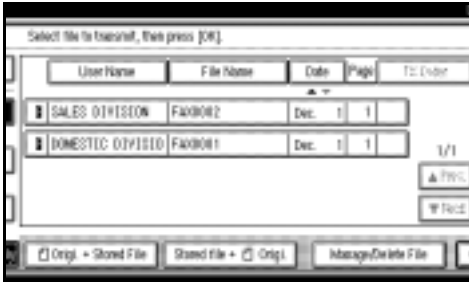 Select file to transmit, then press [OK].
User Name File Name Date Page TX Order
▲ ▼
SALES DIVISION FAX0002 Dec. 1 1
DOMESTIC DIVISIO FAX0001 Dec. 1 1
1/1
▲ Prev.
▼ Next
Origi. + Stored File Stored file + Origi. Manage/Delete File